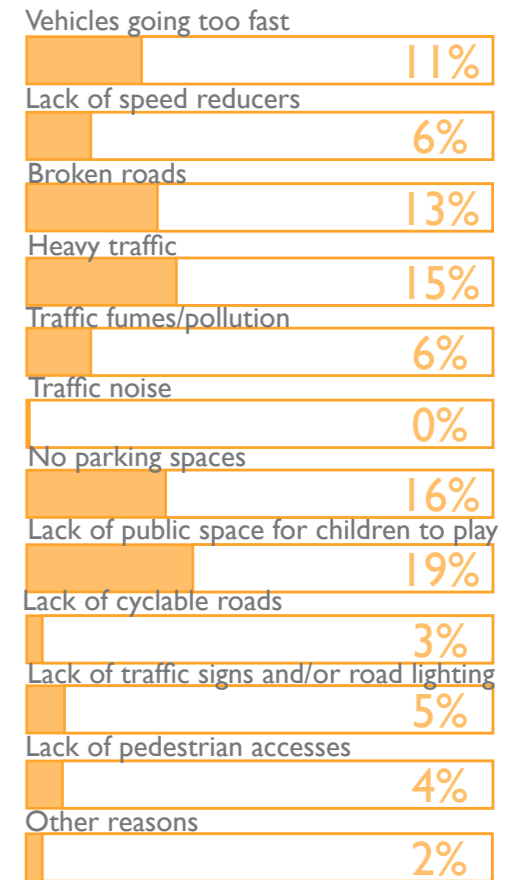 Vehicles going too fast
11%
Lack of speed reducers
6%
Broken roads
13%
Heavy traffic
15%
Traffic fumes/pollution
6%
Traffic noise
0%
No parking spaces
16%
Lack of public space for children to play
19%
Lack of cyclable roads
3%
Lack of traffic signs and/or road lighting
5%
Lack of pedestrian accesses
4%
Other reasons
2%